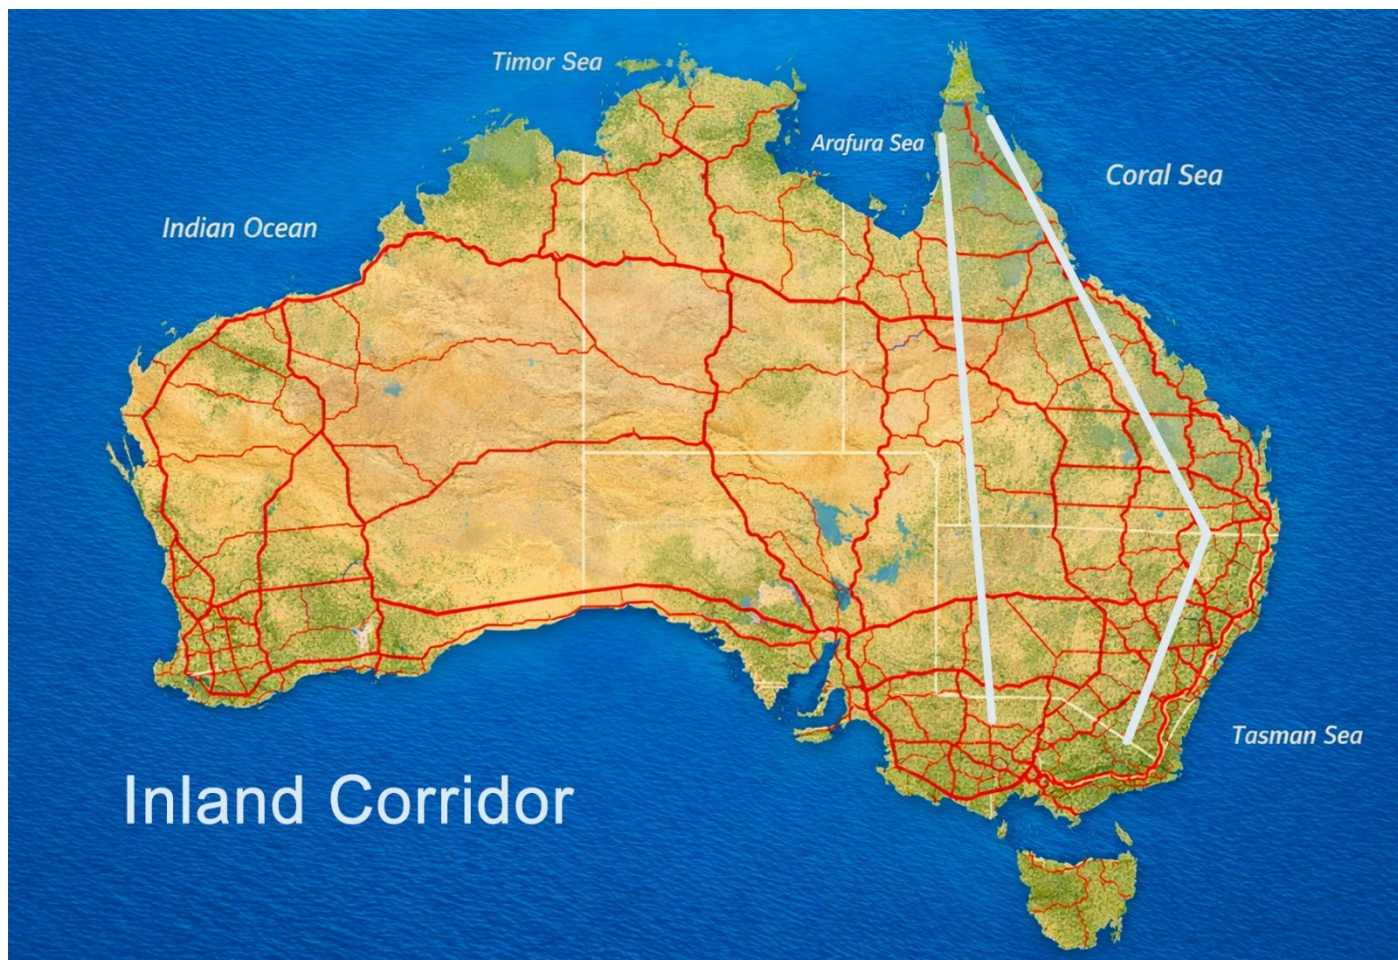 Timor Sea
Arafura Sea
Coral Sea
Indian Ocean
Tasman Sea
Inland Corridor